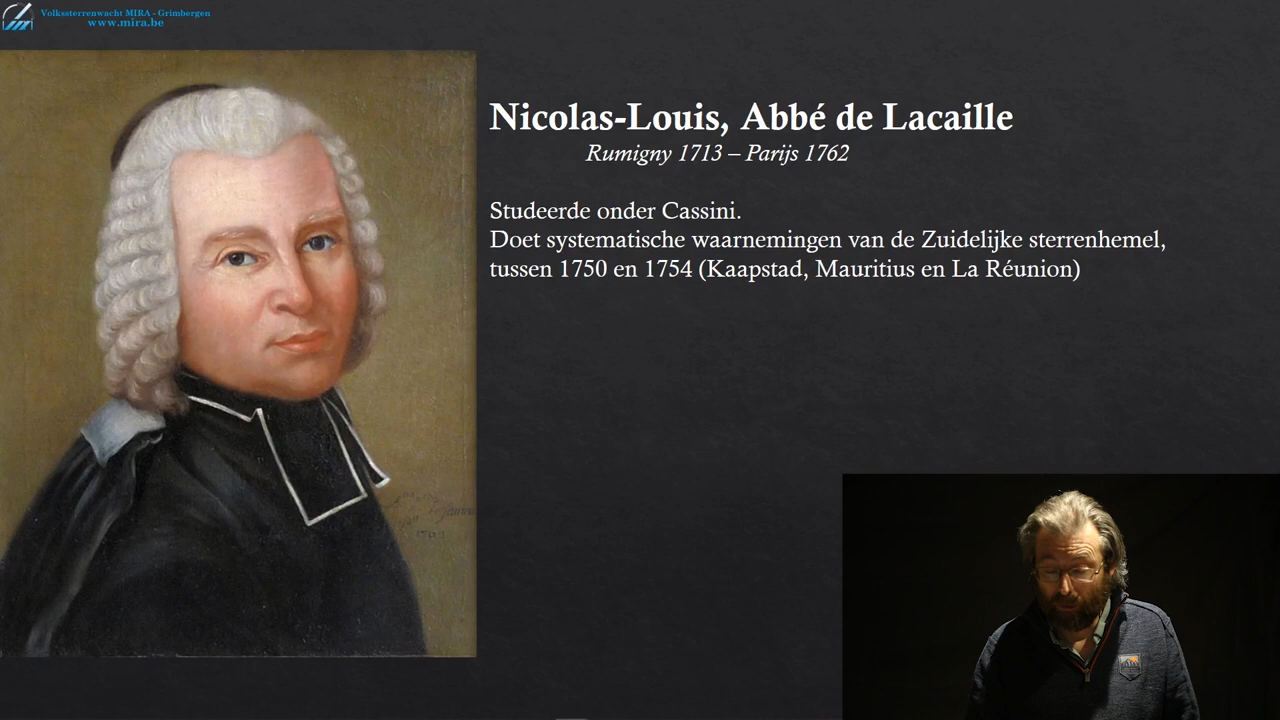 Volkssterrenwacht MIRA - Grimbergen
www.mira.be
Nicolas-Louis, Abbé de Lacaille
Rumigny 1713 – Parijs 1762
Studeerde onder Cassini.
Doet systematische waarnemingen van de Zuidelijke sterrenhemel,
tussen 1750 en 1754 (Kaapstad, Mauritius en La Réunion)